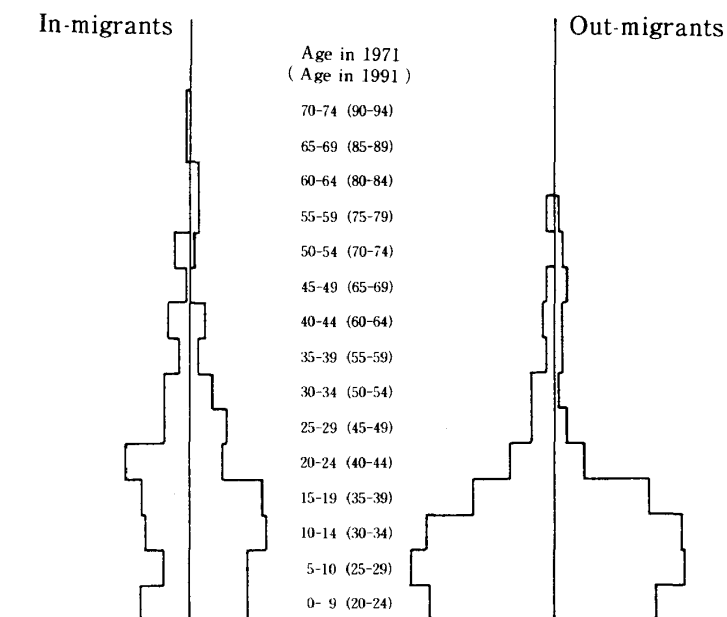 In-migrants
Out-migrants
Age in 1971
( Age in 1991 )
70-74 (90-94)
65-69 (85-89)
60-64 (80-84)
55-59 (75-79)
50-54 (70-74)
45-49 (65-69)
40-44 (60-64)
35-39 (55-59)
30-34 (50-54)
25-29 (45-49)
20-24 (40-44)
15-19 (35-39)
10-14 (30-34)
5-10 (25-29)
0- 9 (20-24)